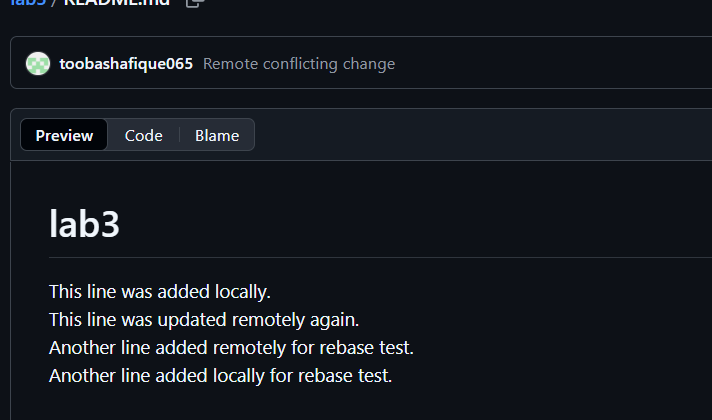 lab3 / README.md
toobashafique065 Remote conflicting change
Preview Code Blame
lab3
This line was added locally.
This line was updated remotely again.
Another line added remotely for rebase test.
Another line added locally for rebase test.